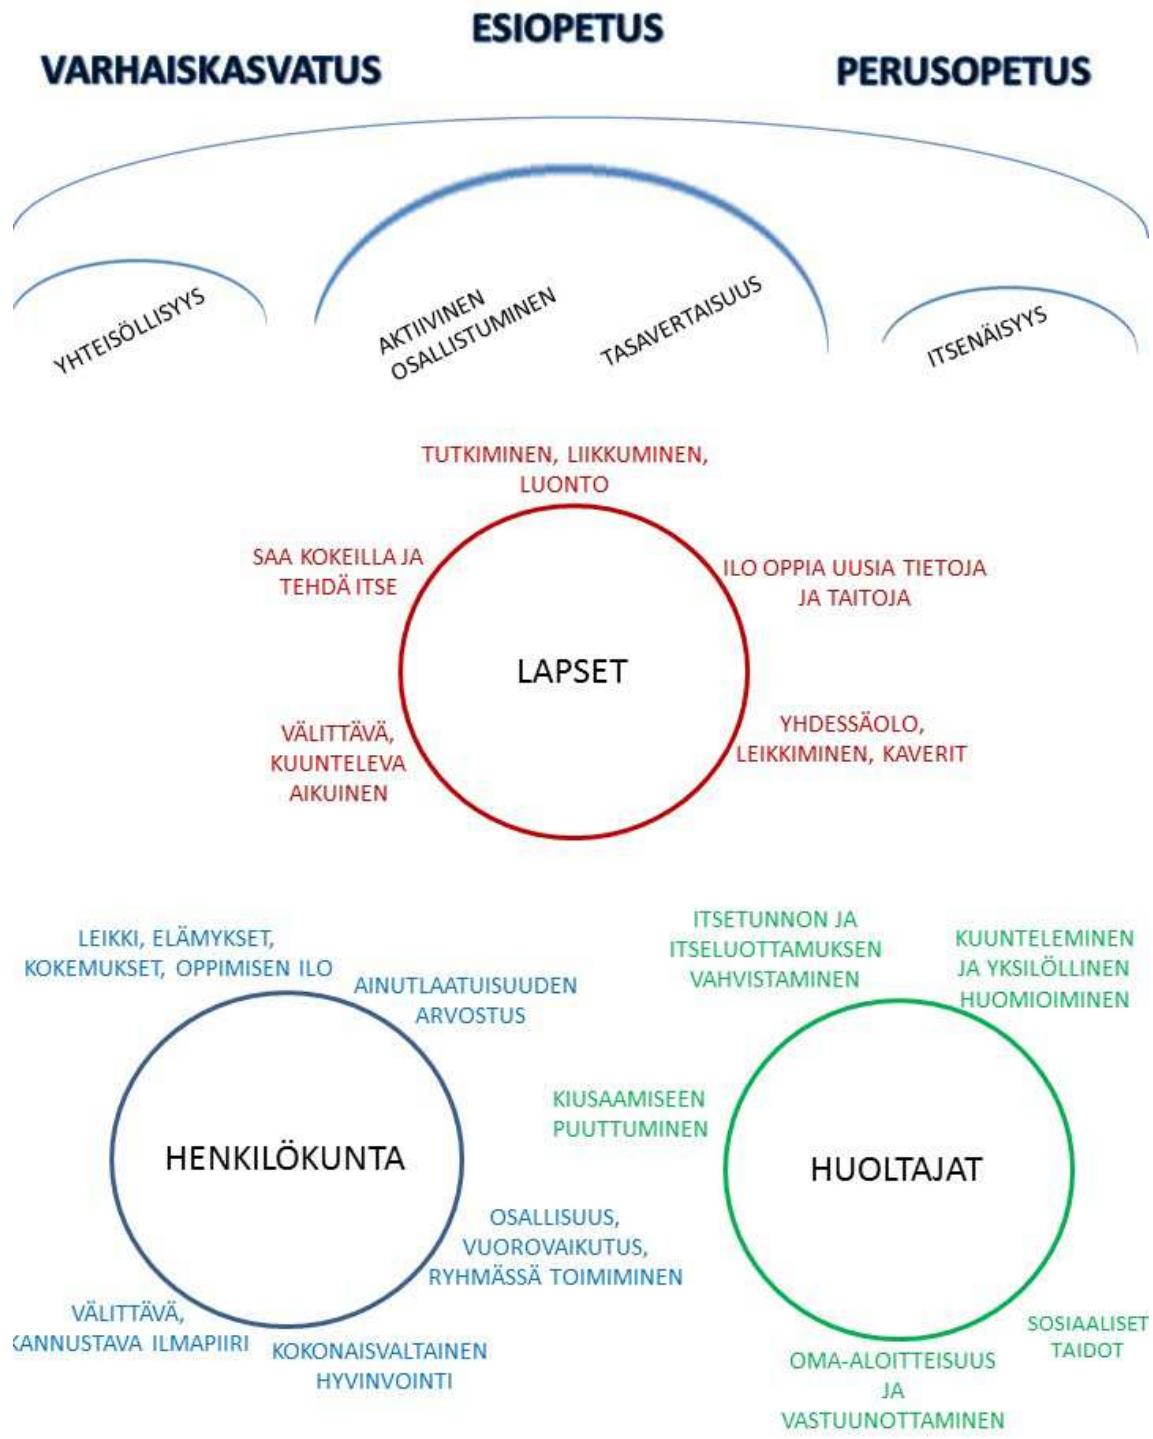 ESIOPETUS
VARHAISKASVATUS
PERUSOPETUS
YHTEISÖLLISYYS
AKTIIVINEN
OSALLISTUMINEN
TASAVERTAISUUS
ITSENÄISYYS
TUTKIMINEN, LIIKKUMINEN,
LUONTO
SAA KOKEILLA JA
TEHDÄ ITSE
ILO OPPIA UUSIA TIETOJA
JA TAITOJA
LAPSET
VÄLITTÄVÄ,
KUUNTELEVA
AIKUINEN
YHDESSÄOLO,
LEIKKIMINEN, KAVERIT
LEIKKI, ELÄMYKSET,
KOKEMUKSET, OPPIMISEN ILO
AINUTLAATUISUUDEN
ARVOSTUS
HENKILÖKUNTA
OSALLISUUS,
VUOROVAIKUTUS,
RYHMÄSSÄ TOIMIMINEN
VÄLITTÄVÄ,
KANNUSTAVA ILMAPIIRI
KOKONAISVALTAINEN
HYVINVOINTI
ITSETUNNON JA
ITSELUOTTAMUKSEN
VAHVISTAMINEN
KUUNTELEMINEN
JA YKSILÖLLINEN
HUOMIOIMINEN
KIUSAAMISEEN
PUUTTUMINEN
HUOLTAJAT
SOSIAALISET
TAIDOT
OMA-ALOITTEISUUS
JA
VASTUUNOTTAMINEN